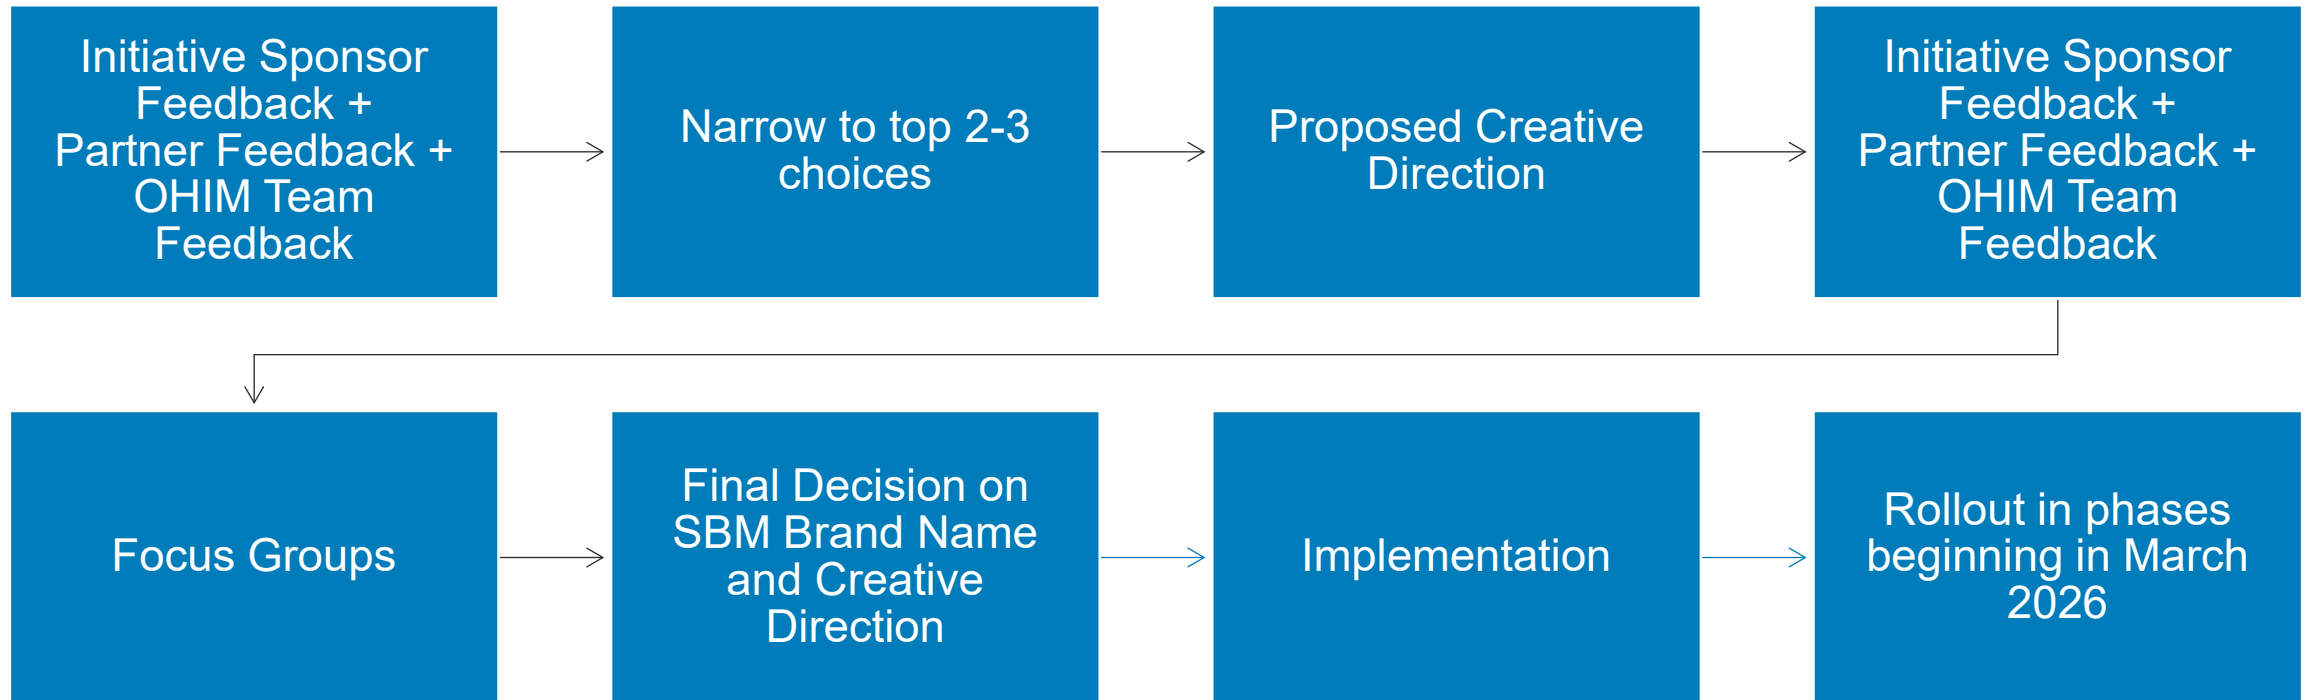 Initiative Sponsor
Feedback +
Partner Feedback +
OHIM Team
Feedback
Narrow to top 2-3
choices
Proposed Creative
Direction
Initiative Sponsor
Feedback +
Partner Feedback +
OHIM Team
Feedback
Focus Groups
Final Decision on
SBM Brand Name
and Creative
Direction
Implementation
Rollout in phases
beginning in March
2026